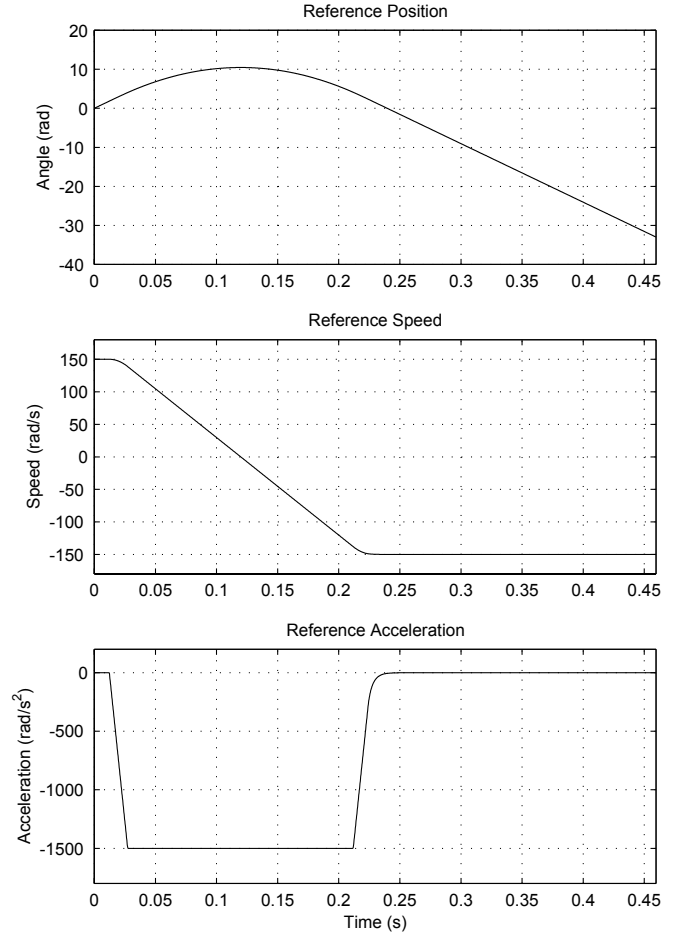 Reference Position
20
10
0
-10
-20
-30
-40
Angle (rad)
0 0.05 0.1 0.15 0.2 0.25 0.3 0.35 0.4 0.45
Reference Speed
150
100
50
0
-50
-100
-150
Speed (rad/s)
0 0.05 0.1 0.15 0.2 0.25 0.3 0.35 0.4 0.45
Reference Acceleration
0
-500
-1000
-1500
Acceleration (rad/s²)
0 0.05 0.1 0.15 0.2 0.25 0.3 0.35 0.4 0.45
Time (s)